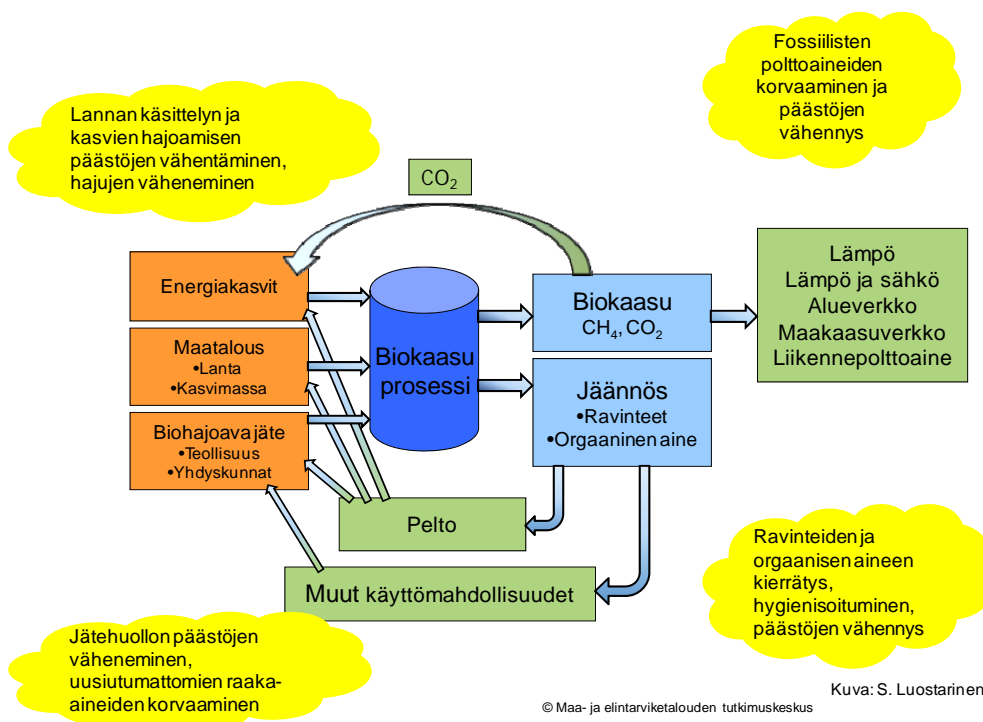 Fossiilisten
polttoaineiden
korvaaminen ja
päästöjen
vähennys
Lannan käsittelyn ja
kasvien hajoamisen
päästöjen vähentäminen,
hajujen väheneminen
CO₂
Energiakasvit
Maatalous
•Lanta
•Kasvimassa
Biohajoava jäte
•Teollisuus
•Yhdyskunnat
Biokaasu
prosessi
Biokaasu
CH₄, CO₂
Jäännös
•Ravinteet
•Orgaaninen aine
Lämpö
Lämpö ja sähkö
Alueverkko
Maakaasuverkko
Liikennepolttoaine
Pelto
Muut käyttömahdollisuudet
Ravinteiden ja
orgaanisen aineen
kierrätys,
hygienisoituminen,
päästöjen vähennys
Jätehuollon päästöjen
väheneminen,
uusiutumattomien raaka-
aineiden korvaaminen
Kuva: S. Luostarinen
© Maa- ja elintarviketalouden tutkimuskeskus